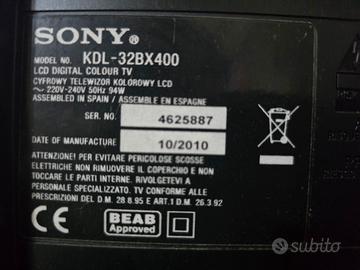 SONY®
MODEL NO. KDL-32BX400
LCD DIGITAL COLOUR TV
CYFROWY TELEWIZOR KOLOROWY LCD
~ 220V-240V 50Hz 94W
ASSEMBLED IN SPAIN / ASSEMBLE EN ESPAGNE
SER. NO. 4625887
DATE OF MANUFACTURE 10/2010
PER EVITARE PERICOLOSE SCOSSE
ELETTRICHE NON RIMUOVERE IL COPERCHIO E NON
TOCCARE LE PARTI INTERNE. RIVOLGETEVI A
PERSONALE SPECIALIZZATO. TV CONFORME ALLE
PRESCRIZIONI DEL D.M. 28.8.95 E ART.1 D.M. 26.3.92
BEAB
Approved
subito